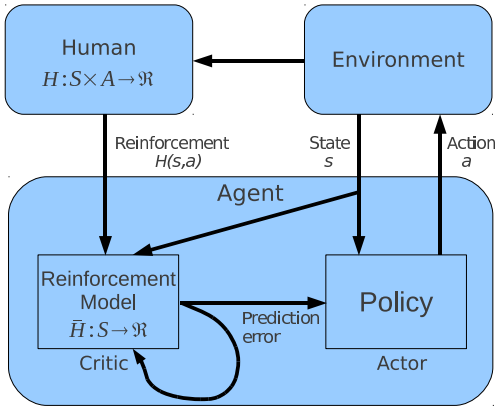 Human
H : S × A → ℜ
Environment
Reinforcement
H(s,a)
State
s
Action
a
Agent
Reinforcement
Model
H̄ : S → ℜ
Critic
Prediction
error
Policy
Actor